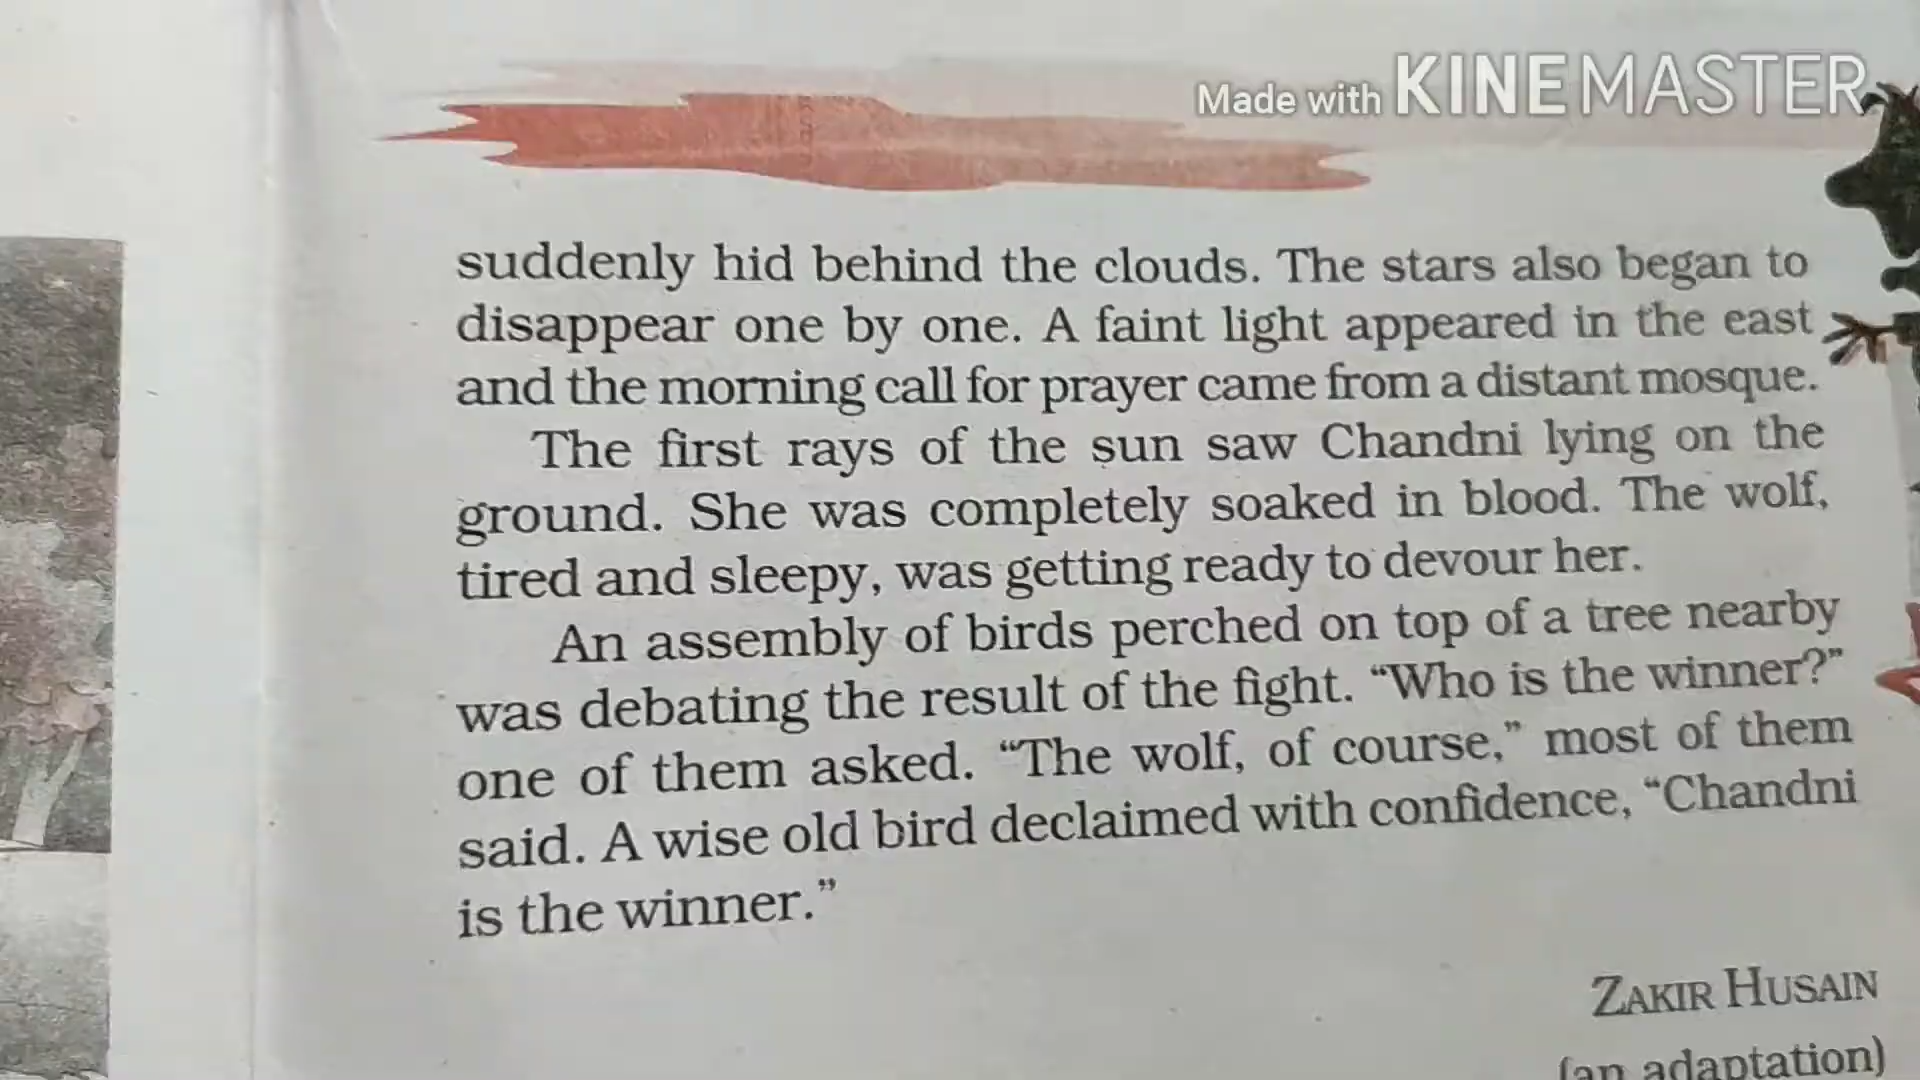 Made with KINEMASTER
suddenly hid behind the clouds. The stars also began to
disappear one by one. A faint light appeared in the east
and the morning call for prayer came from a distant mosque.
The first rays of the sun saw Chandni lying on the
ground. She was completely soaked in blood. The wolf,
tired and sleepy, was getting ready to devour her.
An assembly of birds perched on top of a tree nearby
was debating the result of the fight. “Who is the winner?”
one of them asked. “The wolf, of course,” most of them
said. A wise old bird declaimed with confidence, “Chandni
is the winner.”
ZAKIR HUSAIN
(an adaptation)